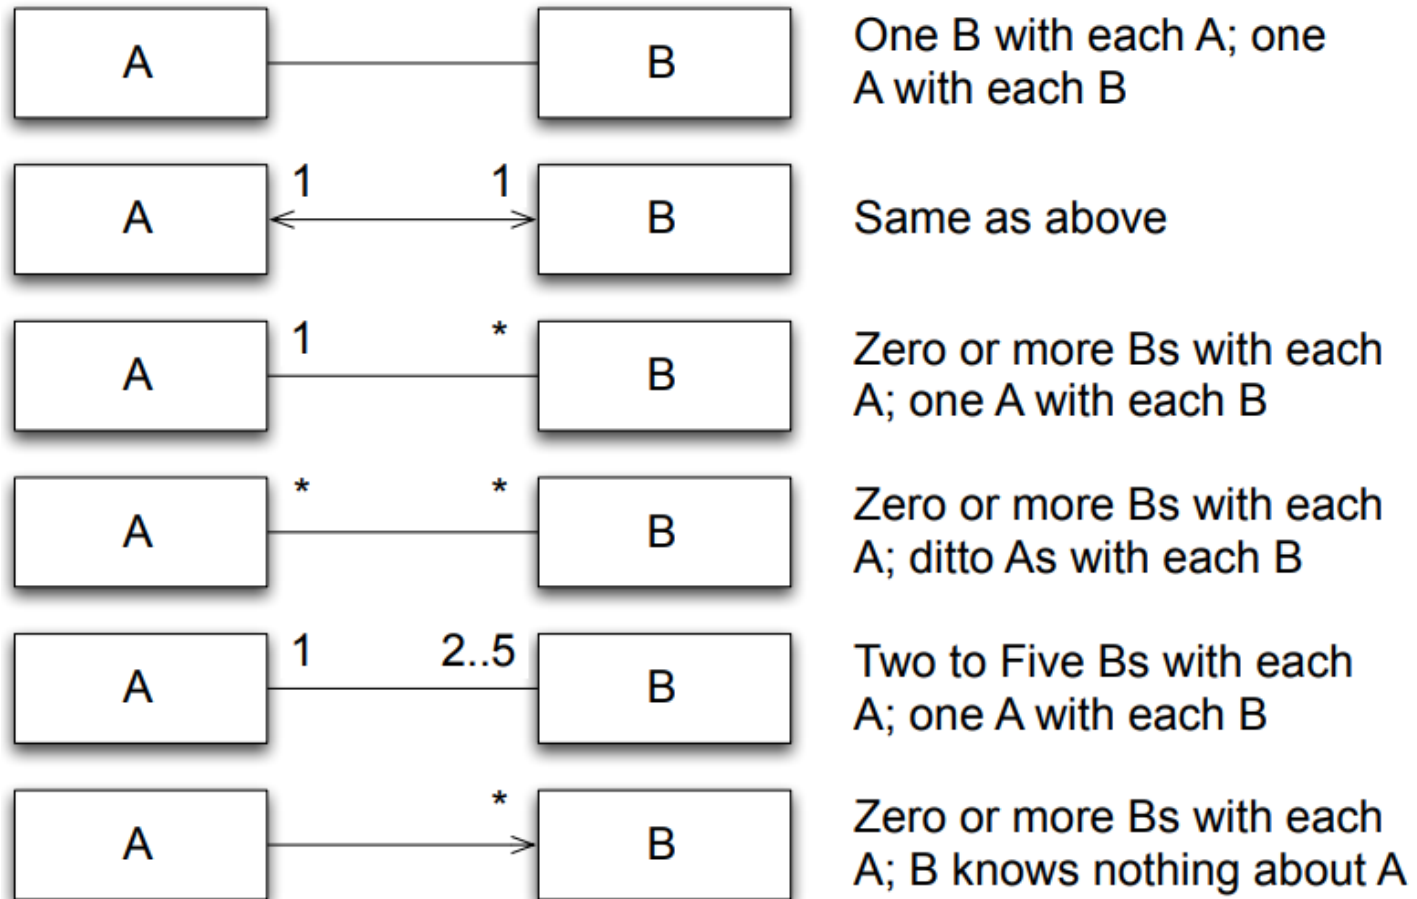 A B One B with each A; one
A with each B
1 1
A B Same as above
1 *
A B Zero or more Bs with each
A; one A with each B
* *
A B Zero or more Bs with each
A; ditto As with each B
1 2..5
A B Two to Five Bs with each
A; one A with each B
*
A B Zero or more Bs with each
A; B knows nothing about A